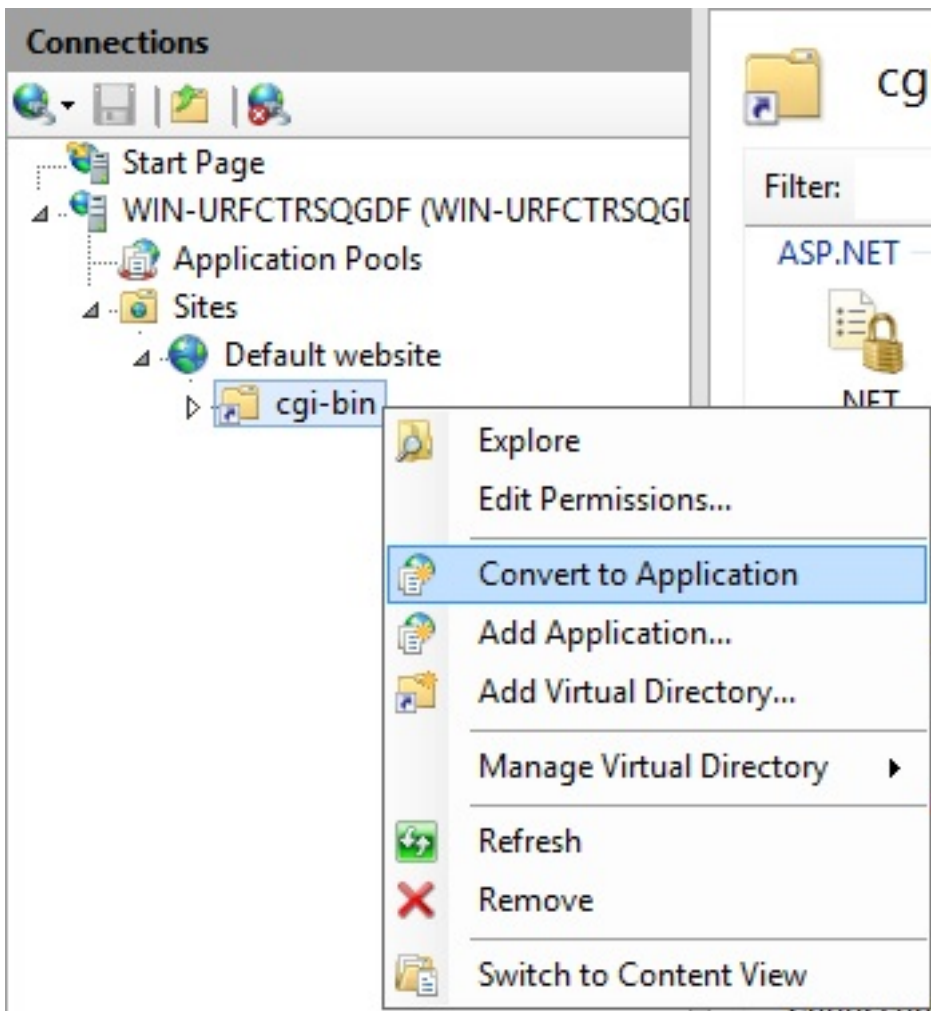 Connections
cg
Start Page
WIN-URFCTRSQGDF (WIN-URFCTRSQG
Filter:
Application Pools
ASP.NET
Sites
Default website
cgi-bin
.NET
Explore
Edit Permissions...
Convert to Application
Add Application...
Add Virtual Directory...
Manage Virtual Directory
Refresh
Remove
Switch to Content View